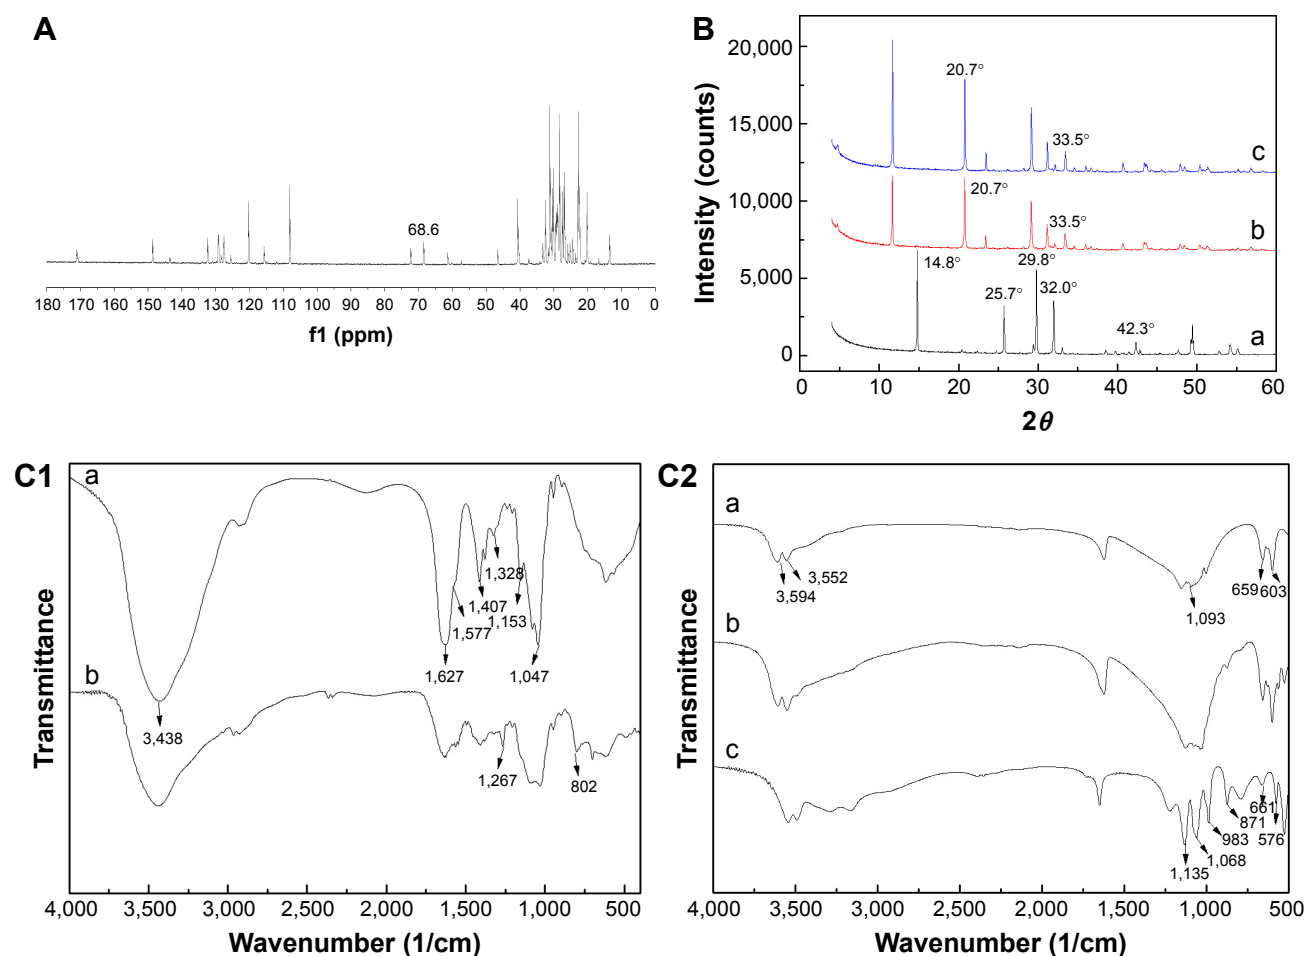 A
68.6
180 170 160 150 140 130 120 110 100 90 80 70 60 50 40 30 20 10 0
f1 (ppm)
B
Intensity (counts)
20,000
15,000
10,000
5,000
0
20.7°
33.5°
c
20.7°
33.5°
b
14.8°
25.7°
29.8°
32.0°
42.3°
a
0 10 20 30 40 50 60
2θ
C1
Transmittance
a
3,438
1,627
1,577
1,407
1,328
1,153
1,047
b
1,267
802
4,000 3,500 3,000 2,500 2,000 1,500 1,000 500
Wavenumber (1/cm)
C2
Transmittance
a
3,594
3,552
1,093
659
603
b
c
1,135
1,068
983
871
661
576
4,000 3,500 3,000 2,500 2,000 1,500 1,000 500
Wavenumber (1/cm)